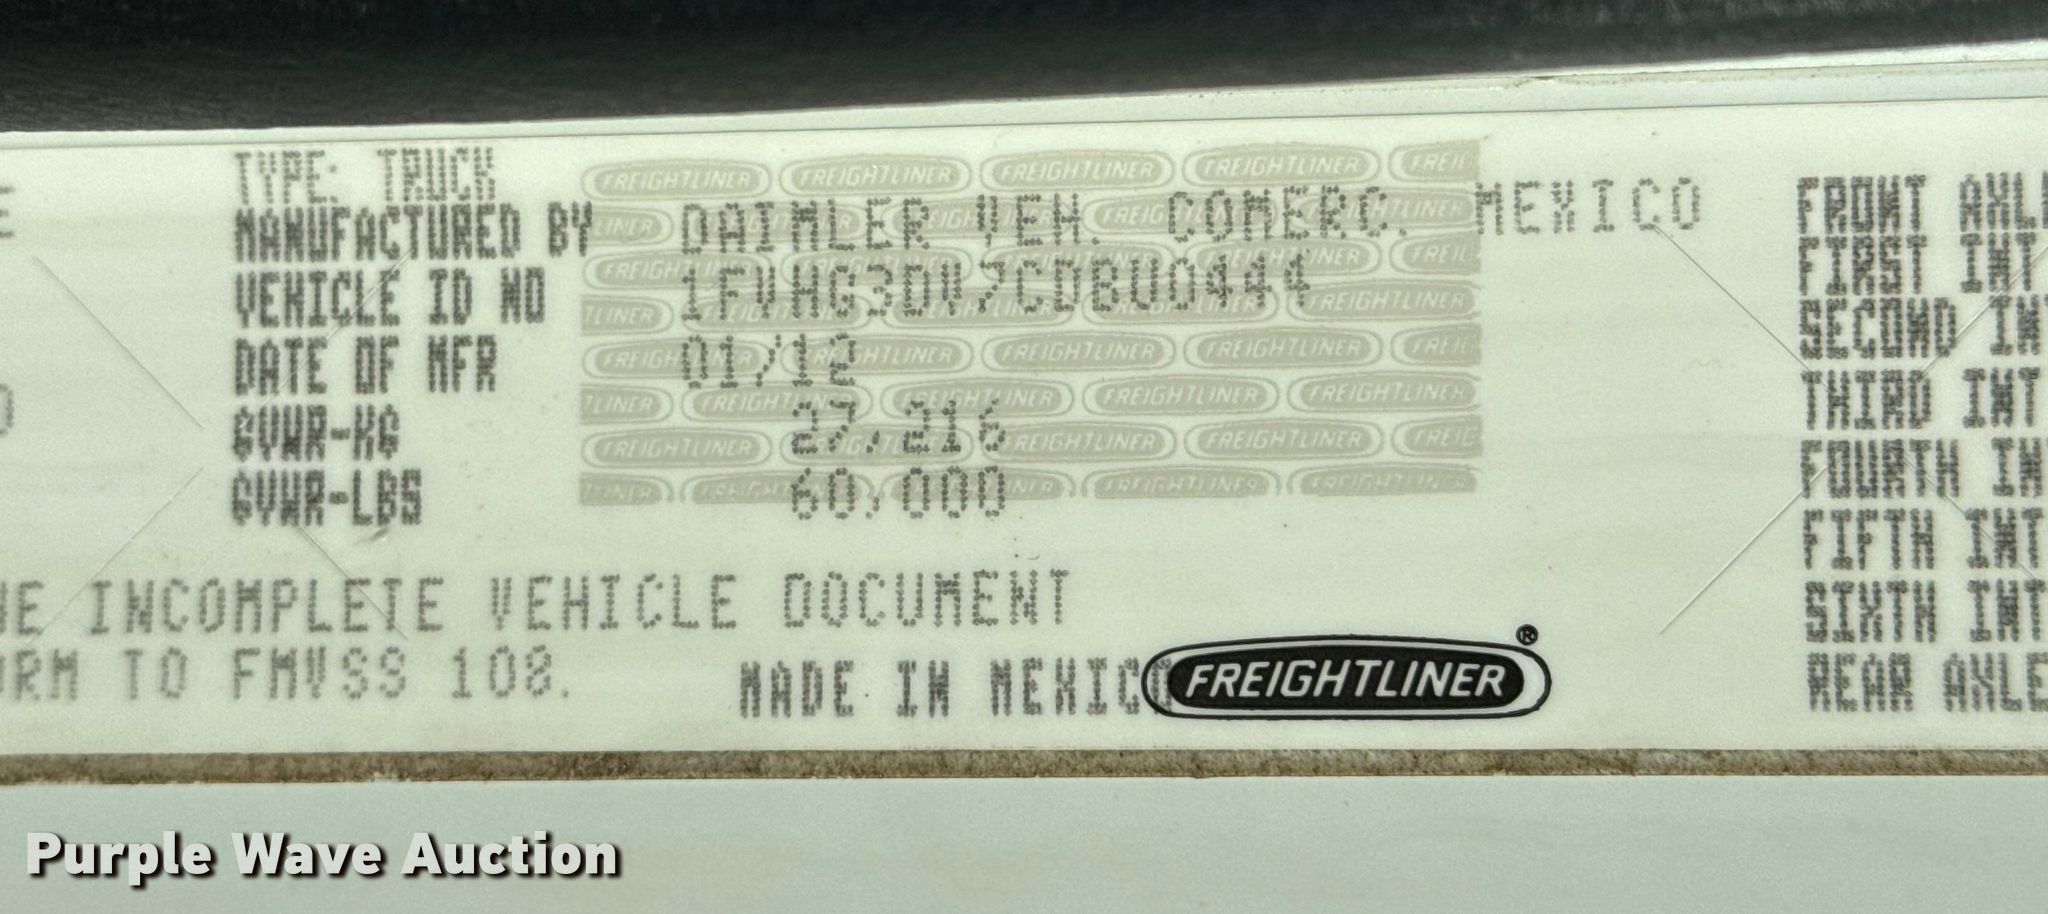 TYPE: TRUCK
MANUFACTURED BY DAIMLER VEH. COMERC. MEXICO
VEHICLE ID NO 1FVHG3DV7CDBU0444
DATE OF MFR 01/12
GVWR-KG 27,216
GVWR-LBS 60,000
INCOMPLETE VEHICLE DOCUMENT
TO FMVSS 108.
MADE IN MEXICO FREIGHTLINER®
FRONT AXLE
FIRST INT
SECOND INT
THIRD INT
FOURTH INT
FIFTH INT
SIXTH INT
REAR AXLE
Purple Wave Auction